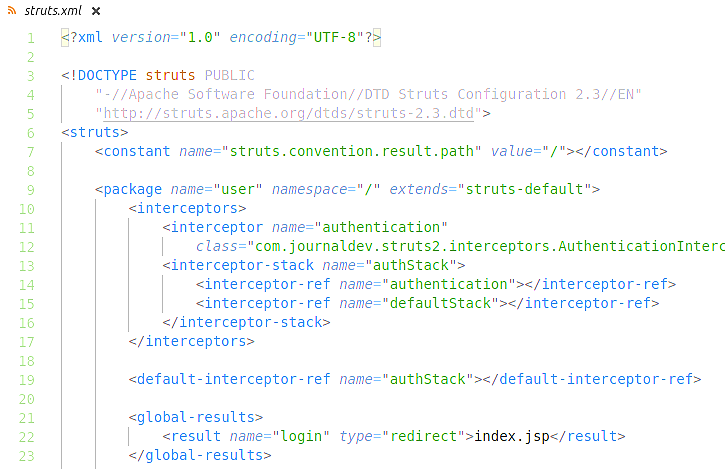 struts.xml
1 <?xml version="1.0" encoding="UTF-8"?>
2
3 <!DOCTYPE struts PUBLIC
4 "-//Apache Software Foundation//DTD Struts Configuration 2.3//EN"
5 "http://struts.apache.org/dtds/struts-2.3.dtd">
6 <struts>
7 <constant name="struts.convention.result.path" value="/"></constant>
8
9 <package name="user" namespace="/" extends="struts-default">
10 <interceptors>
11 <interceptor name="authentication"
12 class="com.journaldev.struts2.interceptors.AuthenticationInterc
13 <interceptor-stack name="authStack">
14 <interceptor-ref name="authentication"></interceptor-ref>
15 <interceptor-ref name="defaultStack"></interceptor-ref>
16 </interceptor-stack>
17 </interceptors>
18
19 <default-interceptor-ref name="authStack"></default-interceptor-ref>
20
21 <global-results>
22 <result name="login" type="redirect">index.jsp</result>
23 </global-results>